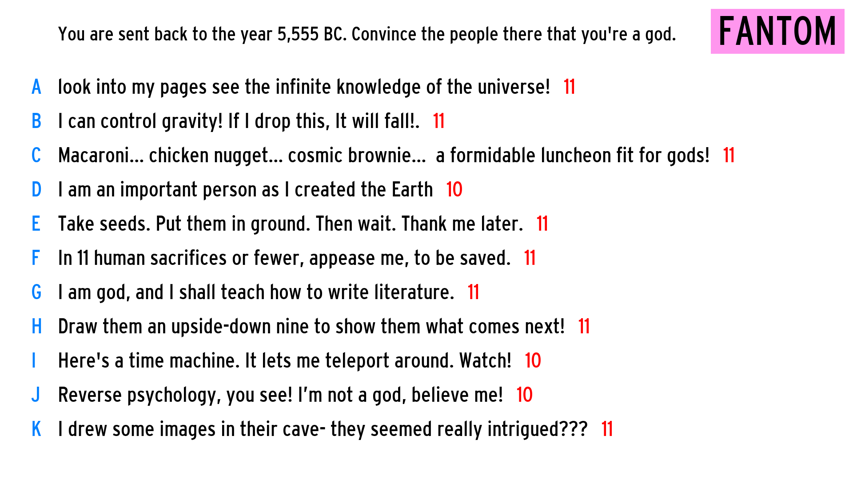 You are sent back to the year 5,555 BC. Convince the people there that you're a god.
FANTOM
A look into my pages see the infinite knowledge of the universe! 11
B I can control gravity! If I drop this, It will fall!. 11
C Macaroni... chicken nugget... cosmic brownie... a formidable luncheon fit for gods! 11
D I am an important person as I created the Earth 10
E Take seeds. Put them in ground. Then wait. Thank me later. 11
F In 11 human sacrifices or fewer, appease me, to be saved. 11
G I am god, and I shall teach how to write literature. 11
H Draw them an upside-down nine to show them what comes next! 11
I Here's a time machine. It lets me teleport around. Watch! 10
J Reverse psychology, you see! I’m not a god, believe me! 10
K I drew some images in their cave- they seemed really intrigued??? 11